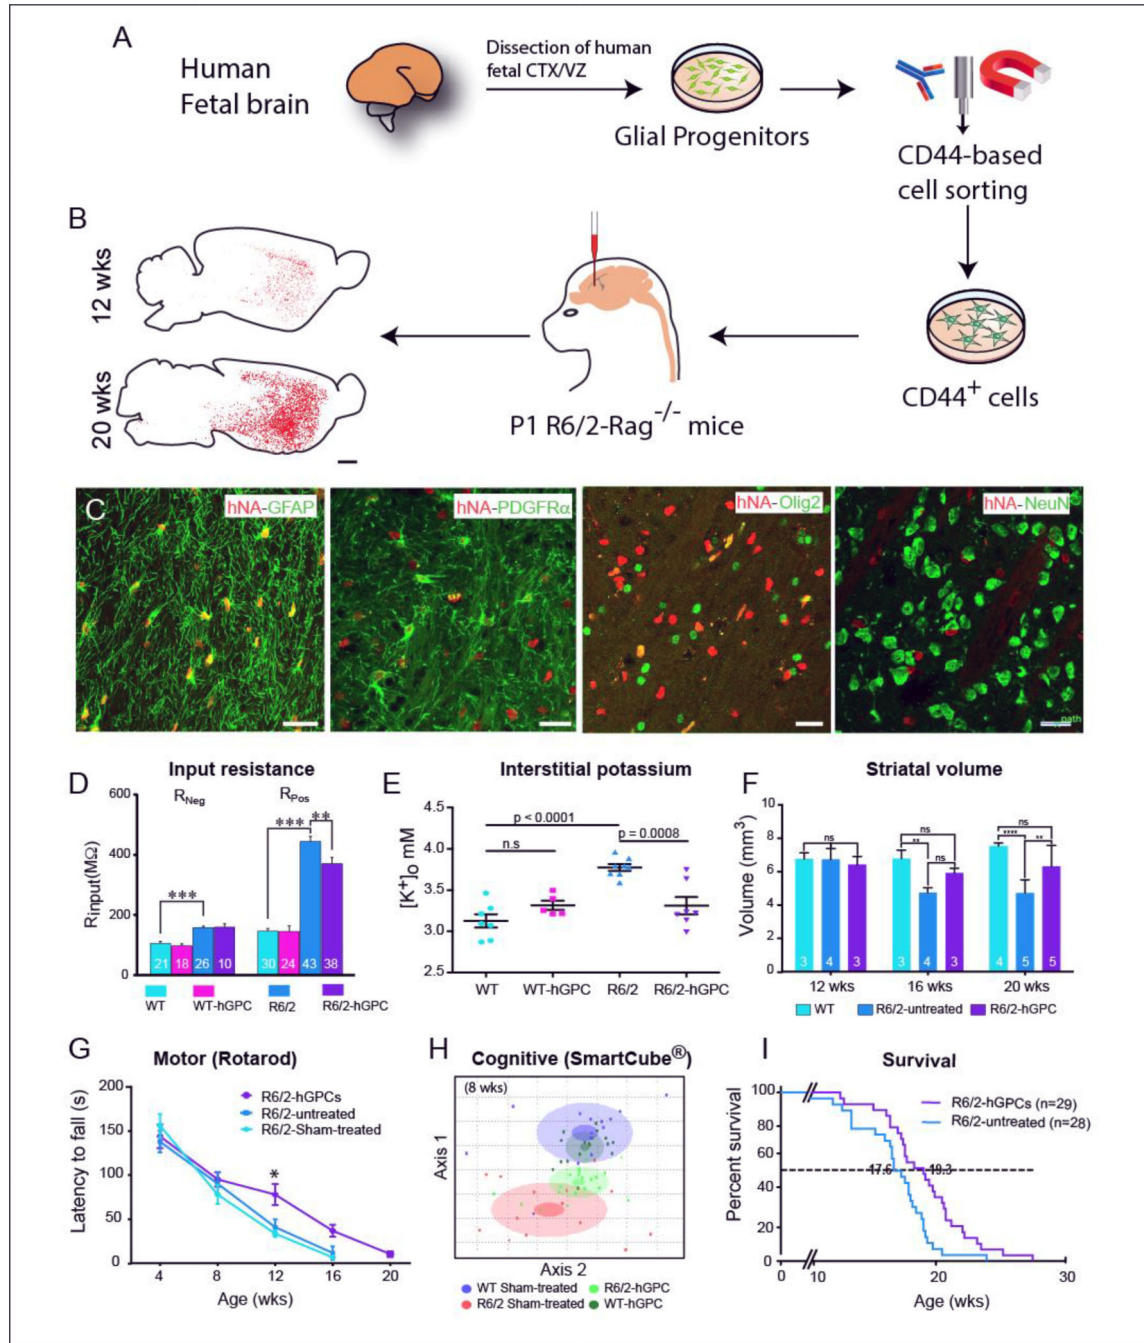 A
Human
Fetal brain
Dissection of human
fetal CTX/VZ
Glial Progenitors
CD44-based
cell sorting
CD44+ cells
P1 R6/2-Rag-/- mice
B
12 wks
20 wks
C
hNA-GFAP
hNA-PDGFRα
hNA-Olig2
hNA-NeuN
D
Input resistance
RNeg
RPos
Rinput(MΩ)
600
400
200
0
***
***
**
21
18
26
10
30
24
43
38
WT
WT-hGPC
R6/2
R6/2-hGPC
E
Interstitial potassium
[K+]o mM
4.5
4.0
3.5
3.0
2.5
p < 0.0001
n.s
p = 0.0008
WT
WT-hGPC
R6/2
R6/2-hGPC
F
Striatal volume
Volume (mm3)
10
8
6
4
2
0
ns
ns
**
ns
ns
****
**
3
4
3
3
4
3
4
5
5
12 wks
16 wks
20 wks
WT
R6/2-untreated
R6/2-hGPC
G
Motor (Rotarod)
Latency to fall (s)
200
150
100
50
0
R6/2-hGPCs
R6/2-untreated
R6/2-Sham-treated
*
4
8
12
16
20
Age (wks)
H
Cognitive (SmartCube®)
(8 wks)
Axis 1
Axis 2
WT Sham-treated
R6/2-hGPC
R6/2 Sham-treated
WT-hGPC
I
Survival
Percent survival
100
80
60
40
20
0
R6/2-hGPCs (n=29)
R6/2-untreated (n=28)
17.6
19.3
0
10
20
30
Age (wks)